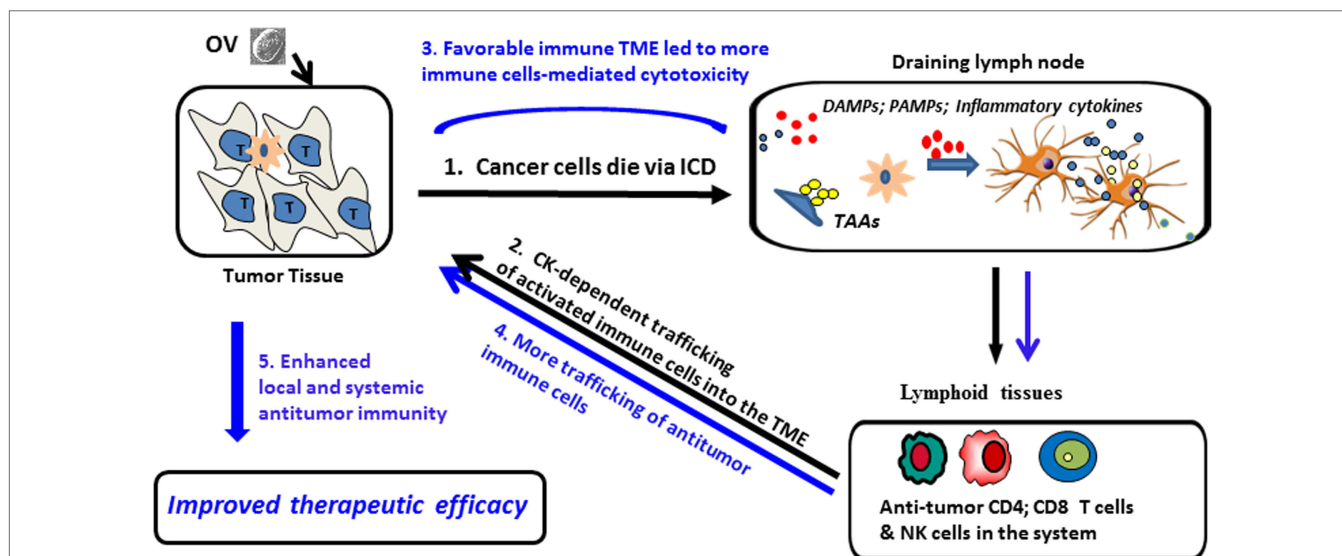 OV
3. Favorable immune TME led to more
immune cells-mediated cytotoxicity
Draining lymph node
DAMPs; PAMPs; Inflammatory cytokines
T
T
T
T
T
1. Cancer cells die via ICD
TAAs
Tumor Tissue
2. CK-dependent trafficking
of activated immune cells into the TME
4. More trafficking of antitumor
immune cells
5. Enhanced
local and systemic
antitumor immunity
Lymphoid tissues
Anti-tumor CD4; CD8 T cells
& NK cells in the system
Improved therapeutic efficacy